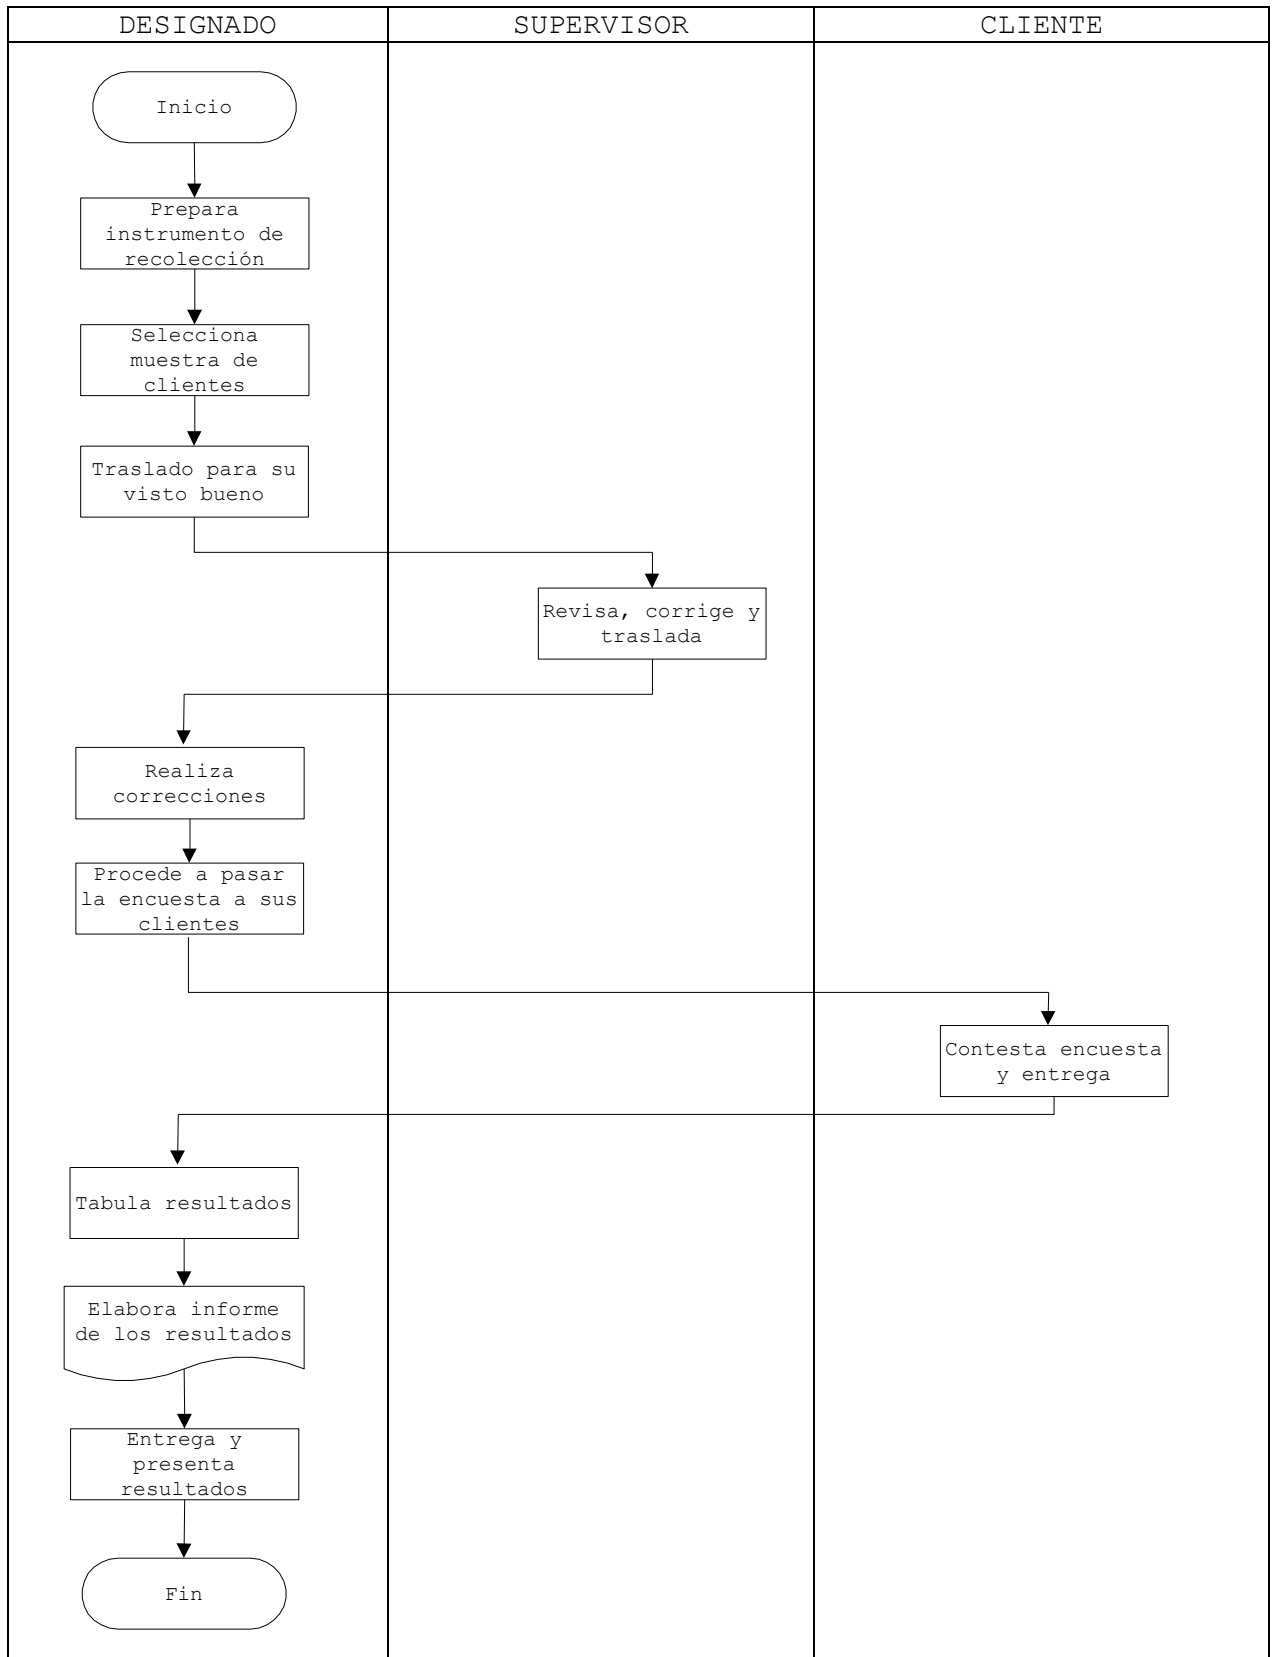 DESIGNADO
SUPERVISOR
CLIENTE
Inicio
Prepara
instrumento de
recolección
Selecciona
muestra de
clientes
Traslado para su
visto bueno
Revisa, corrige y
traslada
Realiza
correcciones
Procede a pasar
la encuesta a sus
clientes
Contesta encuesta
y entrega
Tabula resultados
Elabora informe
de los resultados
Entrega y
presenta
resultados
Fin